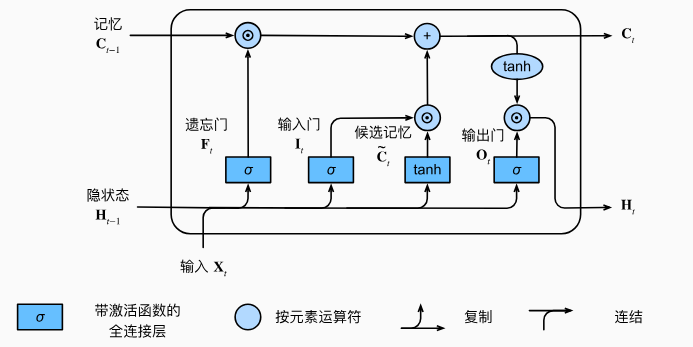 记忆
C_{t-1}
⊙
+
C_t
tanh
遗忘门
F_t
输入门
I_t
⊙
候选记忆
C̃_t
输出门
O_t
⊙
σ
σ
tanh
σ
隐状态
H_{t-1}
H_t
输入 X_t
σ
带激活函数的
全连接层
按元素运算符
复制
连结